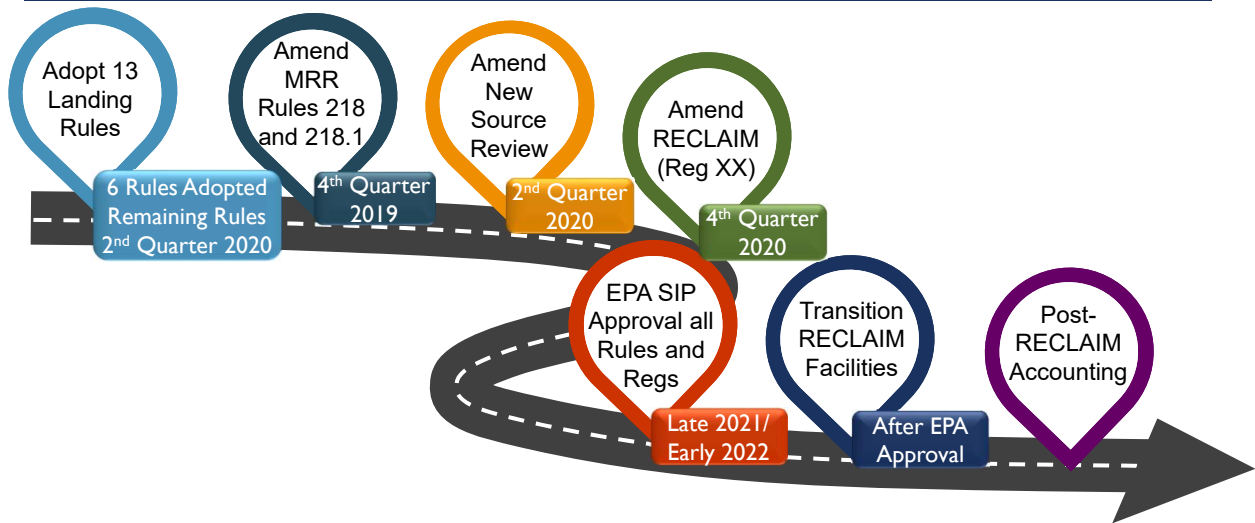 Adopt 13
Landing
Rules
6 Rules Adopted
Remaining Rules
2nd Quarter 2020
Amend
MRR
Rules 218
and 218.1
4th Quarter
2019
Amend
New
Source
Review
2nd Quarter
2020
Amend
RECLAIM
(Reg XX)
4th Quarter
2020
EPA SIP
Approval all
Rules and
Regs
Late 2021/
Early 2022
Transition
RECLAIM
Facilities
After EPA
Approval
Post-
RECLAIM
Accounting